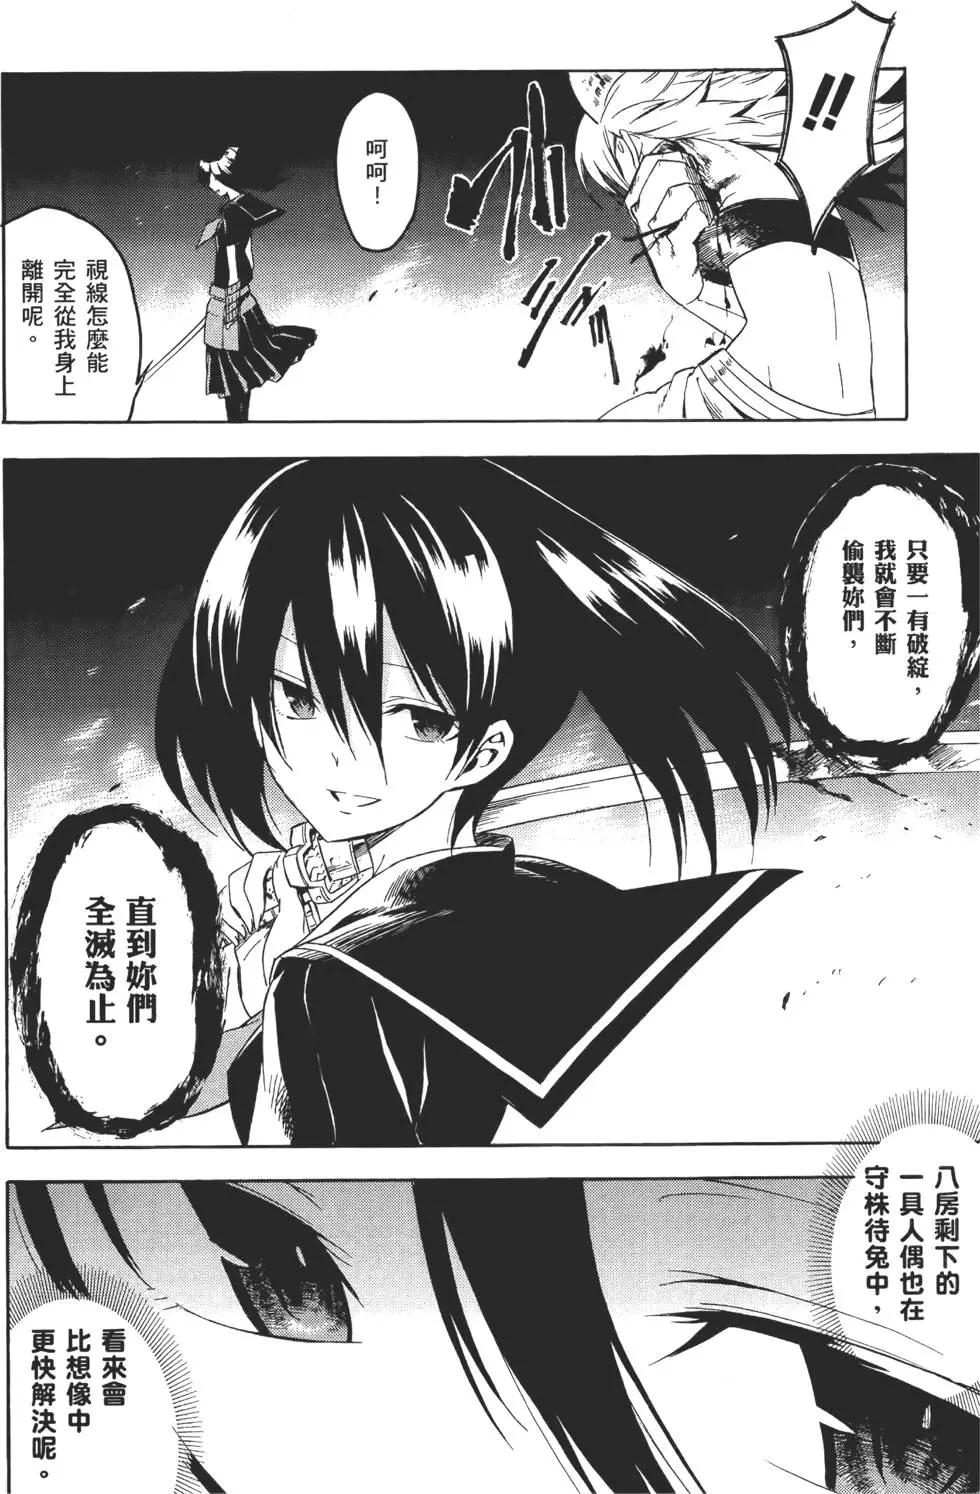 !!
呵呵！
視線怎麼能
完全從我身上
離開呢。
只要一有破綻，
我就會不斷
偷襲妳們，
直到妳們
全滅為止。
八房剩下的
一具人偶也在
守株待兔中，
看來會
比想像中
更快解決呢。